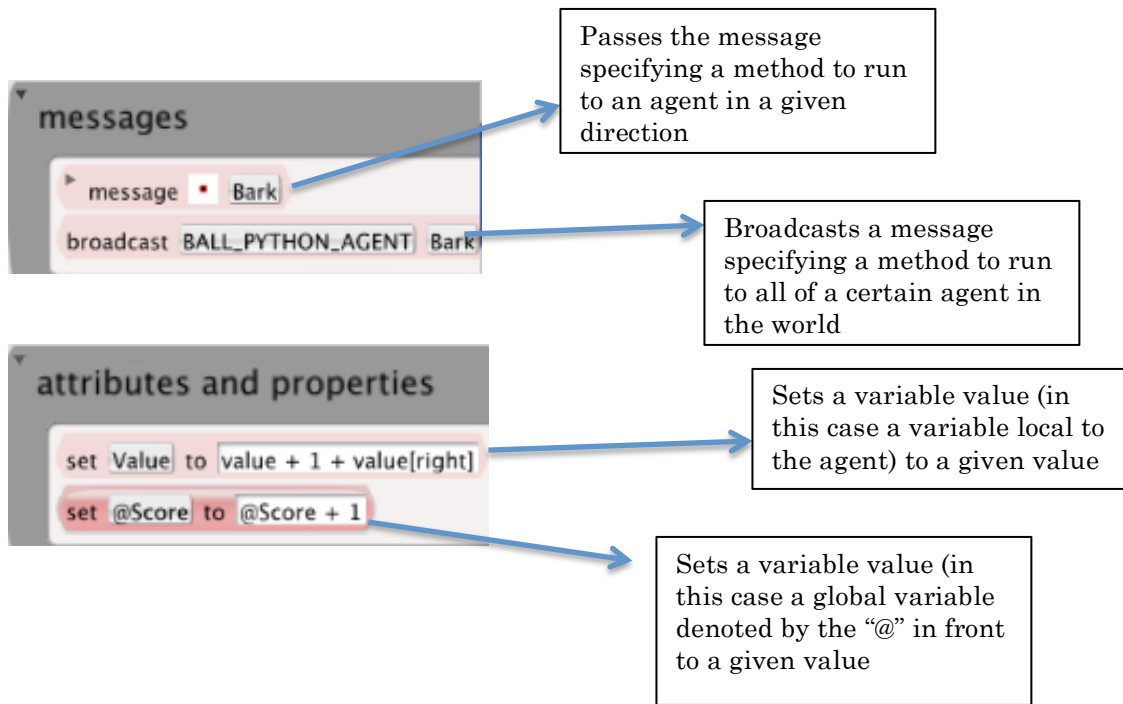 Passes the message
specifying a method to run
to an agent in a given
direction
messages
message Bark
broadcast BALL_PYTHON_AGENT Bark
Broadcasts a message
specifying a method to run
to all of a certain agent in
the world
attributes and properties
set Value to value + 1 + value[right]
set @Score to @Score + 1
Sets a variable value (in
this case a variable local to
the agent) to a given value
Sets a variable value (in
this case a global variable
denoted by the “@” in front
to a given value